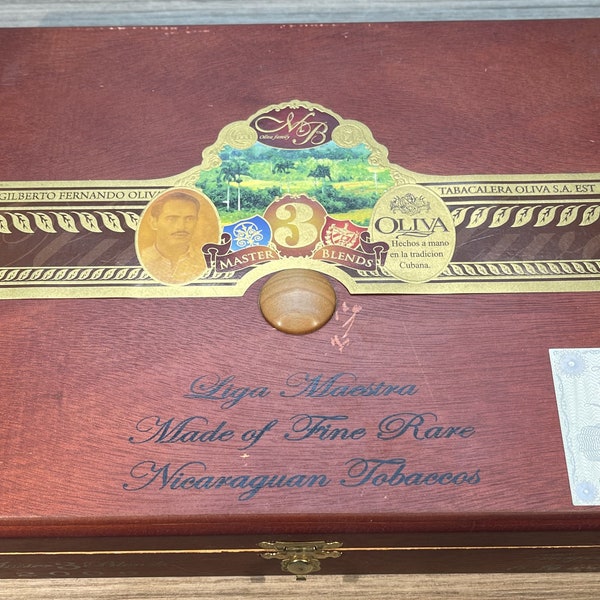 MB
Oliva family
GILBERTO FERNANDO OLIVA
TABACALERA OLIVA S.A. EST
3
MASTER BLENDS
OLIVA
Hechos a mano
en la tradicion
Cubana.
Liga Maestra
Made of Fine Rare
Nicaraguan Tobaccos